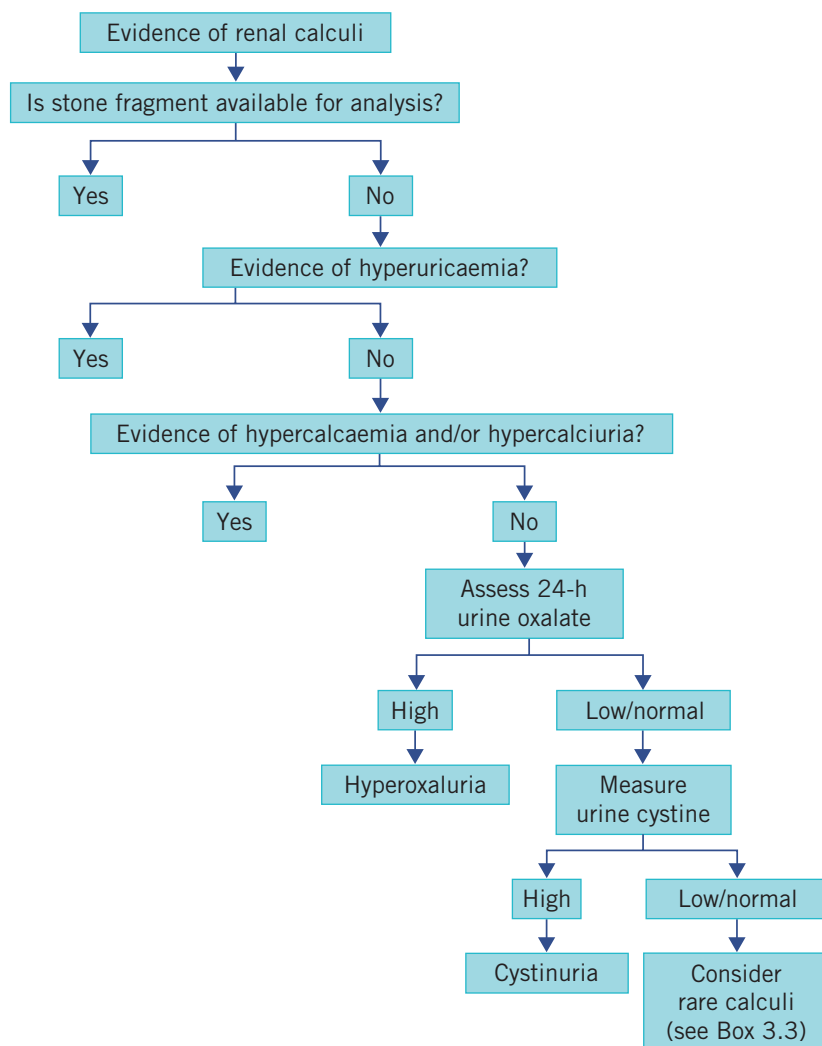 Evidence of renal calculi
Is stone fragment available for analysis?
Yes
No
Evidence of hyperuricaemia?
Yes
No
Evidence of hypercalcaemia and/or hypercalciuria?
Yes
No
Assess 24-h
urine oxalate
High
Low/normal
Hyperoxaluria
Measure
urine cystine
High
Low/normal
Cystinuria
Consider
rare calculi
(see Box 3.3)